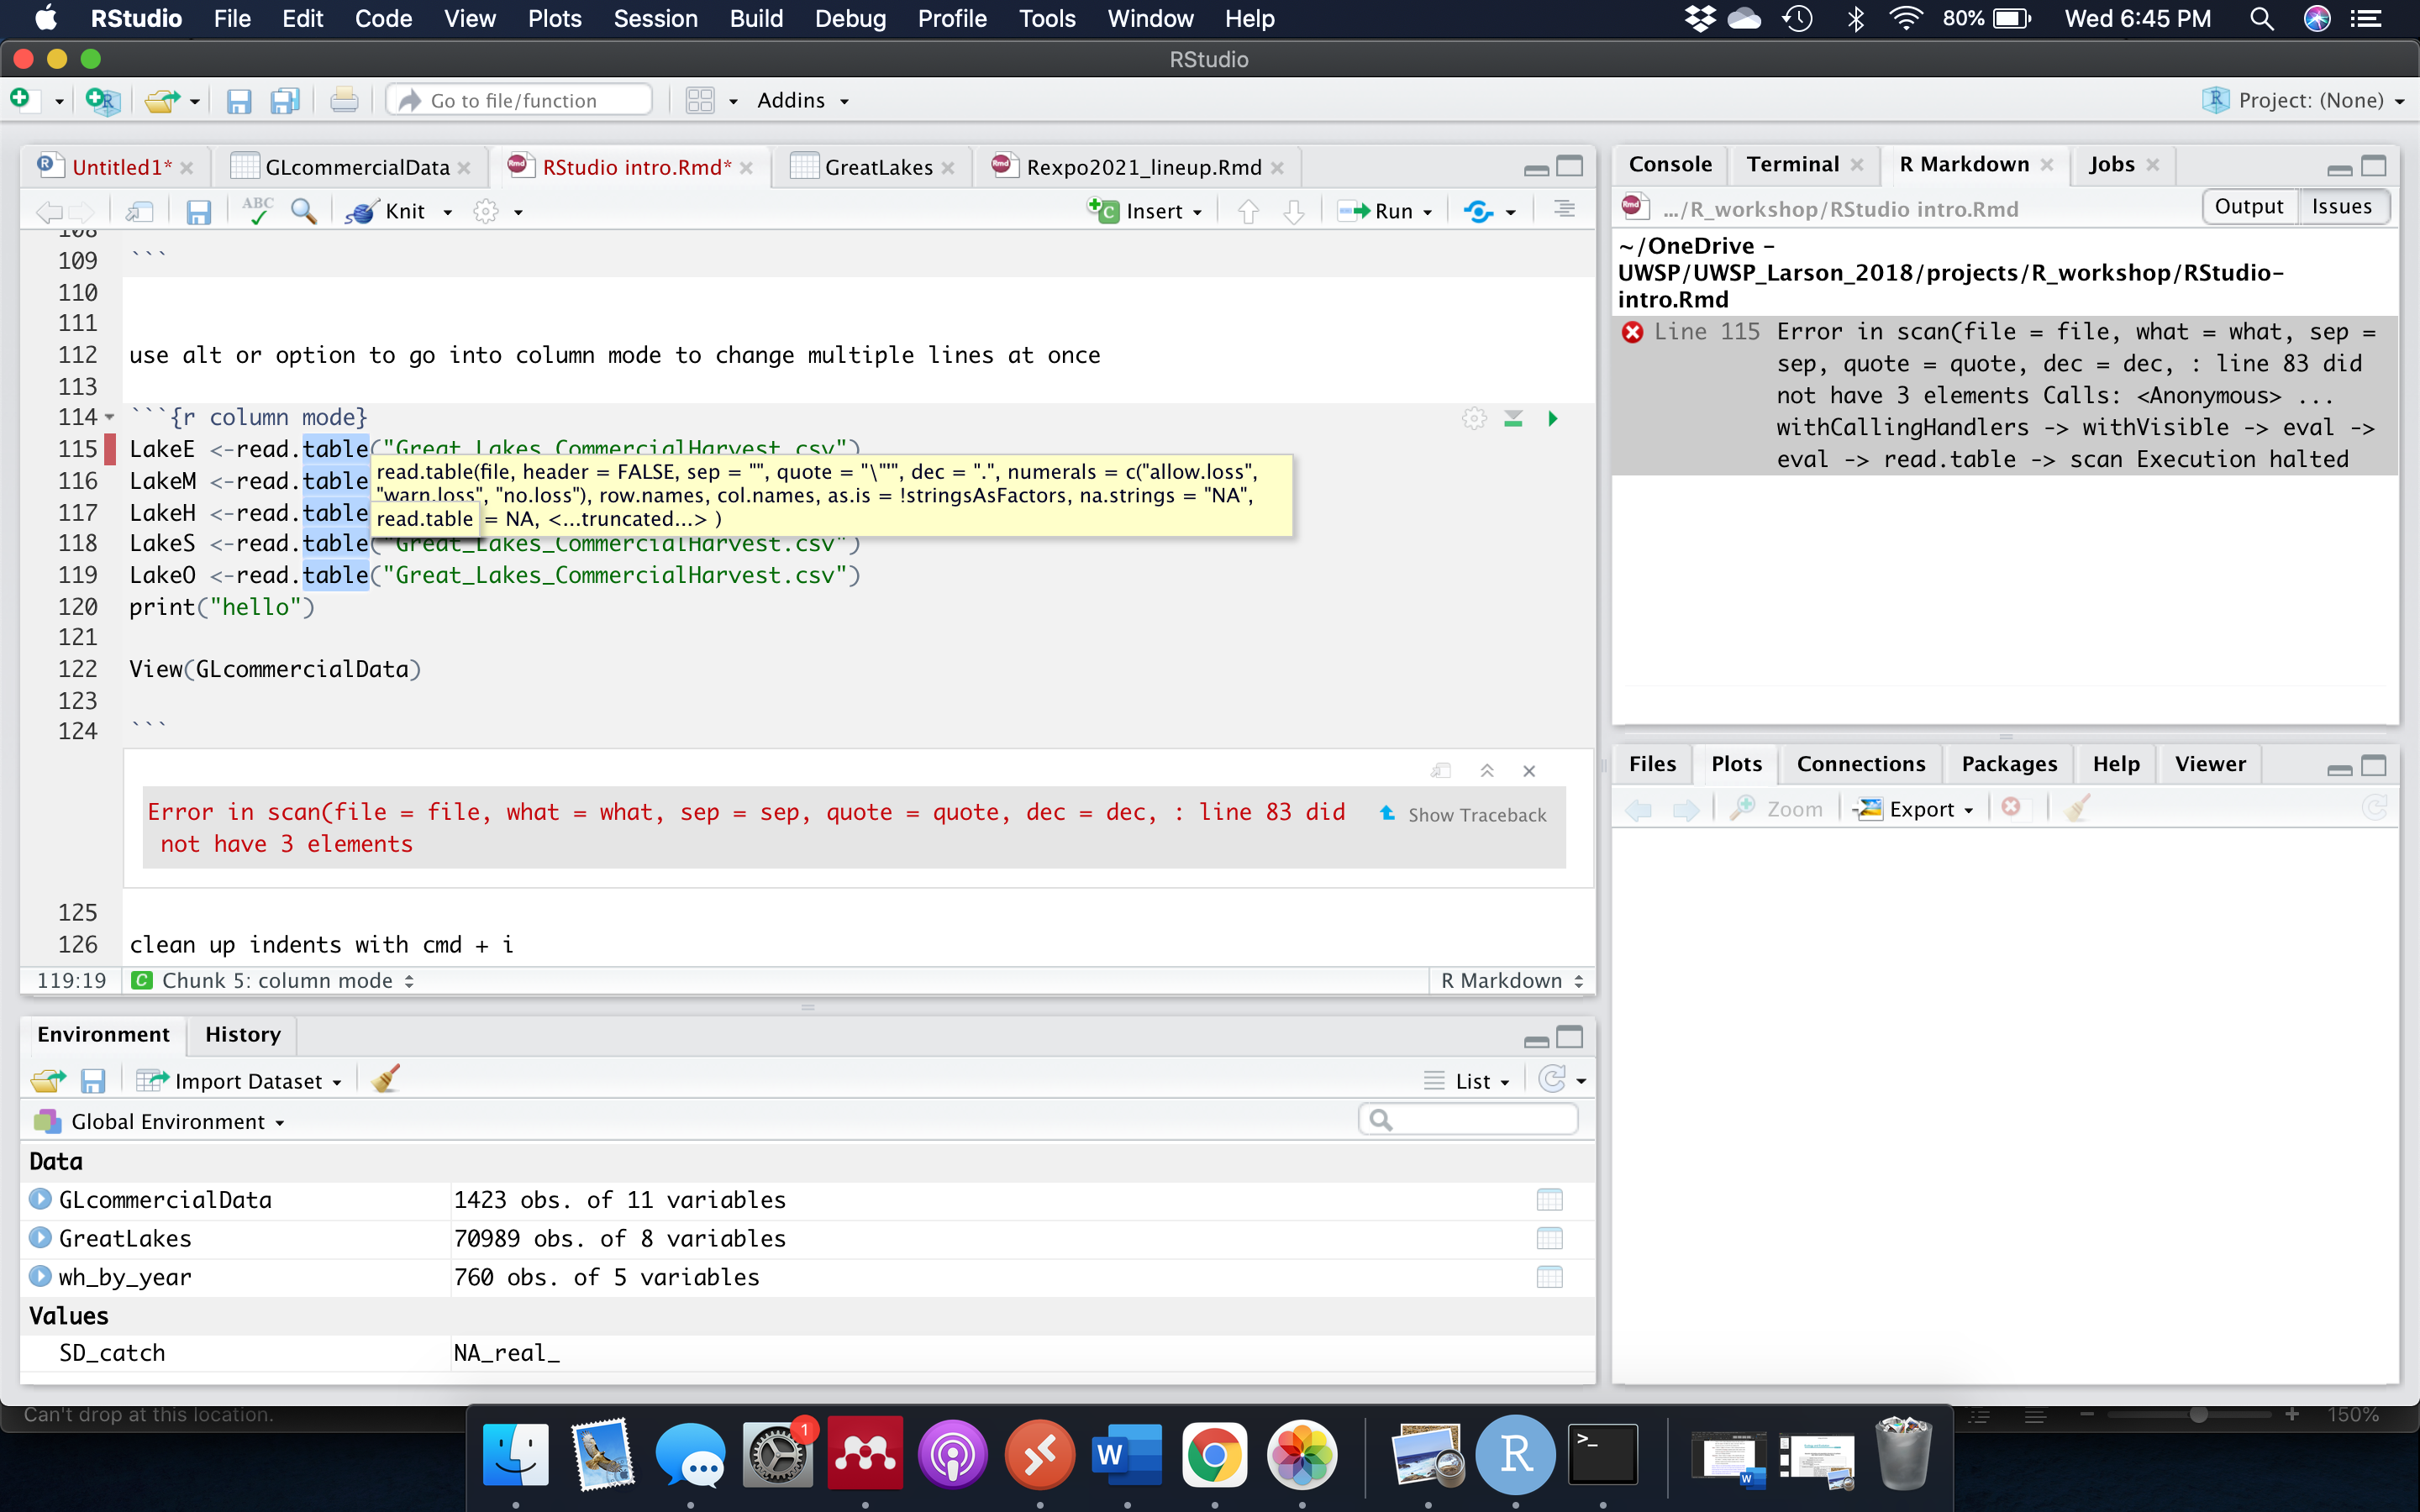 RStudio File Edit Code View Plots Session Build Debug Profile Tools Window Help 80% Wed 6:45 PM
RStudio
Go to file/function Addins Project: (None)
Untitled1* GLcommercialData RStudio intro.Rmd* GreatLakes Rexpo2021_lineup.Rmd
ABC Knit Insert Run
108
109 ```
110
111
112 use alt or option to go into column mode to change multiple lines at once
113
114 ```{r column mode}
115 LakeE <-read.table("Great_Lakes_CommercialHarvest.csv")
116 LakeM <-read.table
117 LakeH <-read.table
118 LakeS <-read.table("Great_Lakes_CommercialHarvest.csv")
119 LakeO <-read.table("Great_Lakes_CommercialHarvest.csv")
read.table(file, header = FALSE, sep = "", quote = "\"'", dec = ".", numerals = c("allow.loss",
"warn.loss", "no.loss"), row.names, col.names, as.is = !stringsAsFactors, na.strings = "NA",
read.table = NA, <...truncated...> )
120 print("hello")
121
122 View(GLcommercialData)
123
124 ```
Error in scan(file = file, what = what, sep = sep, quote = quote, dec = dec, : line 83 did
not have 3 elements
Show Traceback
125
126 clean up indents with cmd + i
119:19 C Chunk 5: column mode R Markdown
Environment History
Import Dataset List
Global Environment
Data
GLcommercialData 1423 obs. of 11 variables
GreatLakes 70989 obs. of 8 variables
wh_by_year 760 obs. of 5 variables
Values
SD_catch NA_real_
Console Terminal R Markdown Jobs
.../R_workshop/RStudio intro.Rmd Output Issues
~/OneDrive -
UWSP/UWSP_Larson_2018/projects/R_workshop/RStudio-
intro.Rmd
Line 115 Error in scan(file = file, what = what, sep =
sep, quote = quote, dec = dec, : line 83 did
not have 3 elements Calls: <Anonymous> ...
withCallingHandlers -> withVisible -> eval ->
eval -> read.table -> scan Execution halted
Files Plots Connections Packages Help Viewer
Zoom Export
Can't drop at this location.
150%
1
W
R
>_